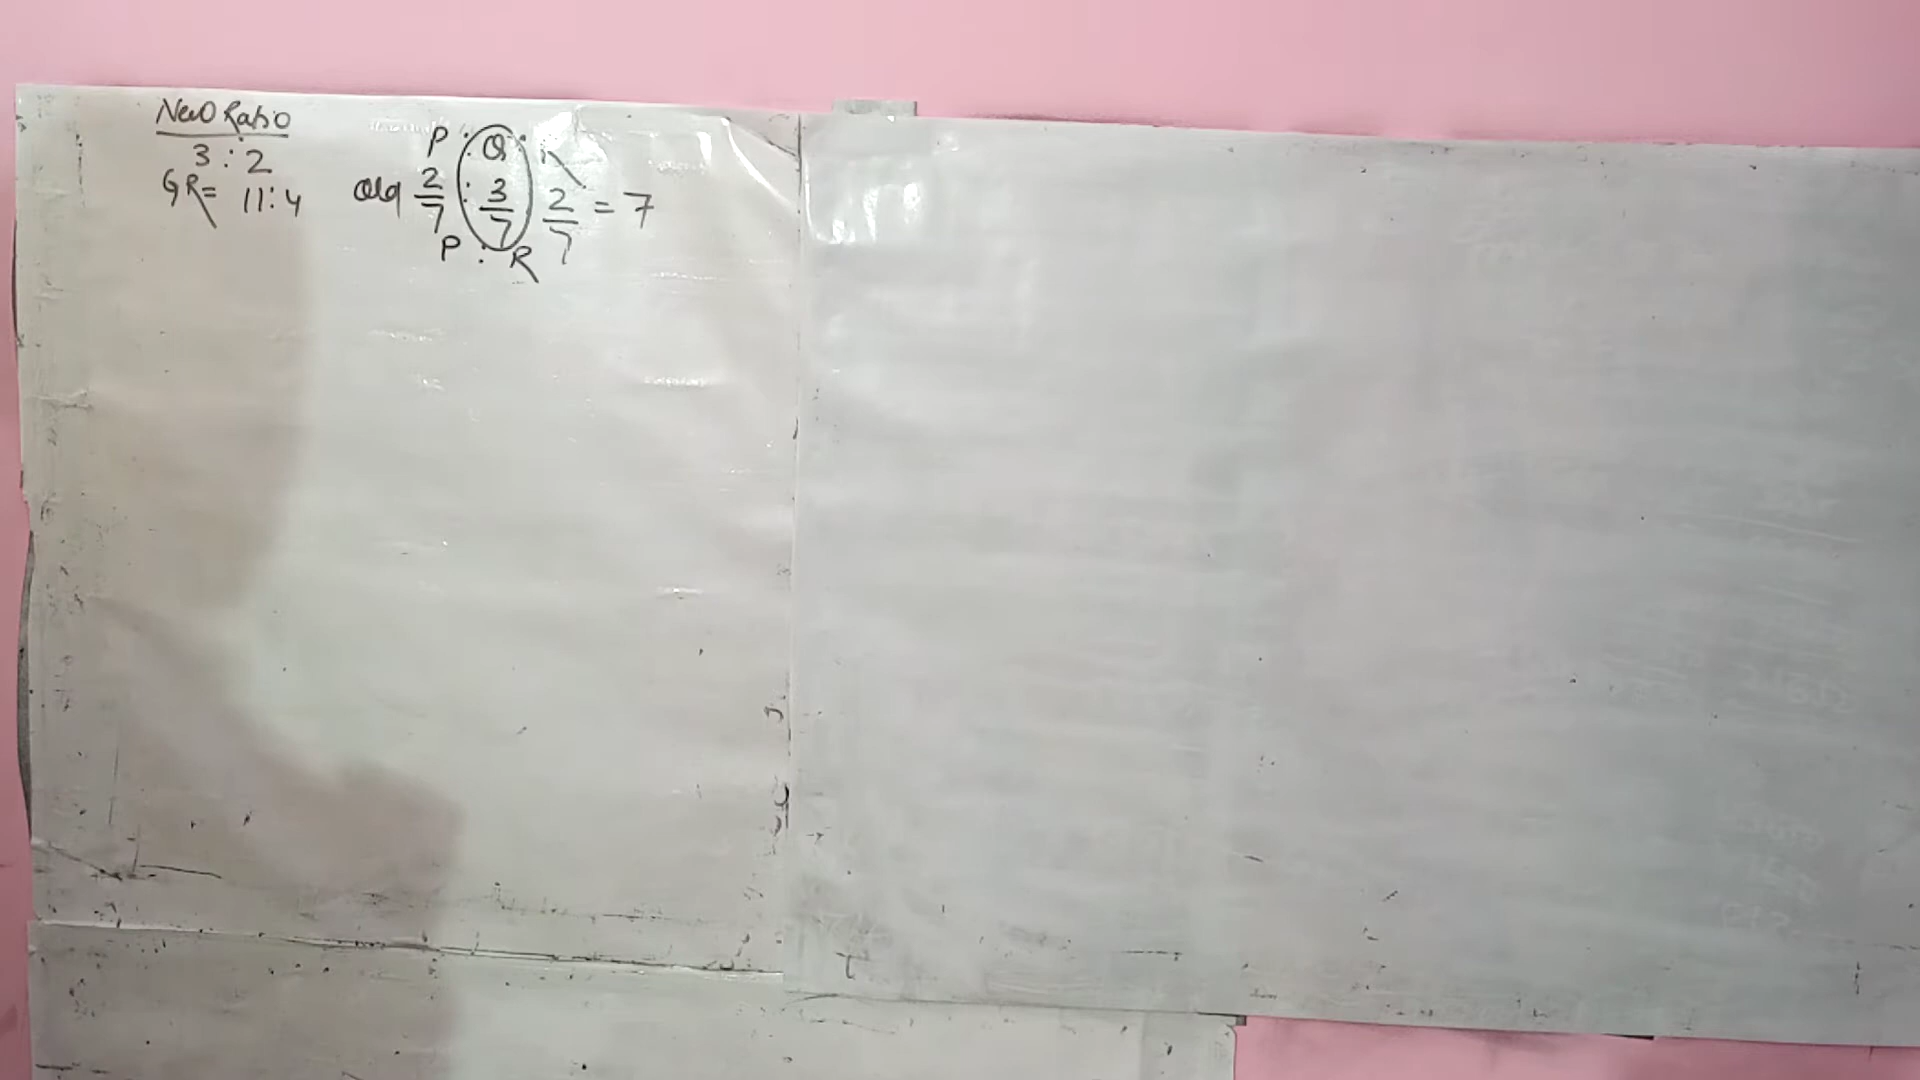 New Ratio
3 : 2
GR = 11 : 4
P : Q : R
old 2/7 : 3/7 2/7 = 7
P : R